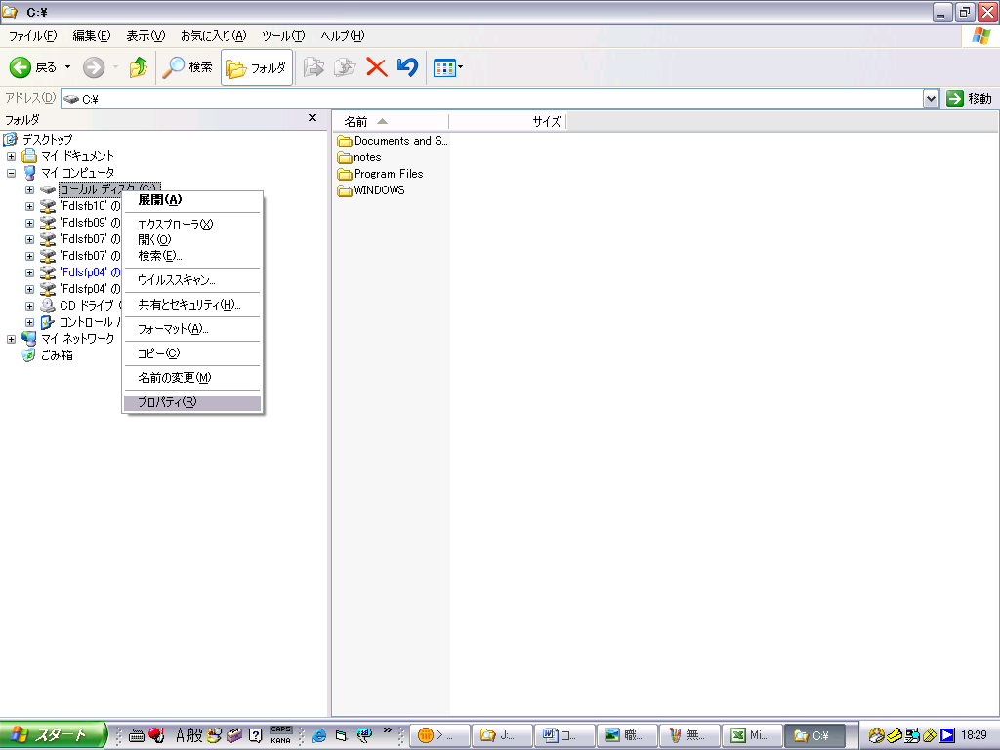 C:¥
ファイル(F) 編集(E) 表示(V) お気に入り(A) ツール(T) ヘルプ(H)
戻る 検索 フォルダ
アドレス(D) C:¥ 移動
フォルダ
デスクトップ
マイ ドキュメント
マイ コンピュータ
ローカル ディスク (C:)
'Fdlsfb10' の
'Fdlsfb09' の
'Fdlsfb07' の
'Fdlsfb07' の
'Fdlsfp04' の
'Fdlsfp04' の
CD ドライブ (
コントロール パ
マイ ネットワーク
ごみ箱
展開(A)
エクスプローラ(X)
開く(O)
検索(E)...
ウイルススキャン...
共有とセキュリティ(H)...
フォーマット(A)...
コピー(C)
名前の変更(M)
プロパティ(R)
名前 サイズ
Documents and S...
notes
Program Files
WINDOWS
スタート A 般 CAPS KANA » >... J:... コ... 職... 無... Mi... C:¥ 18:29